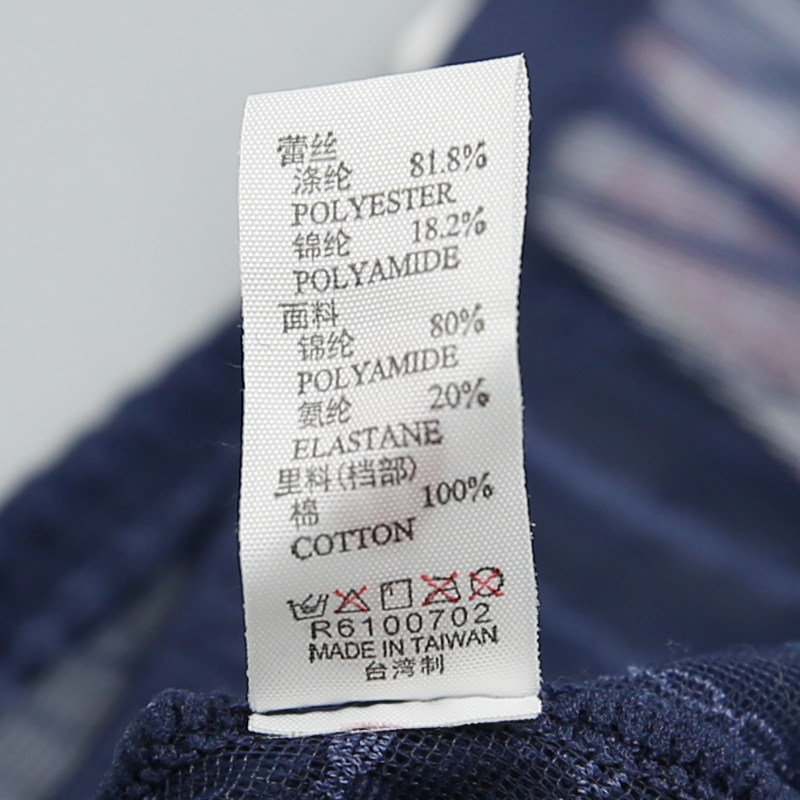 蕾丝
涤纶 81.8%
POLYESTER
锦纶 18.2%
POLYAMIDE
面料
锦纶 80%
POLYAMIDE
氨纶 20%
ELASTANE
里料(档部)
棉 100%
COTTON
R6100702
MADE IN TAIWAN
台湾制